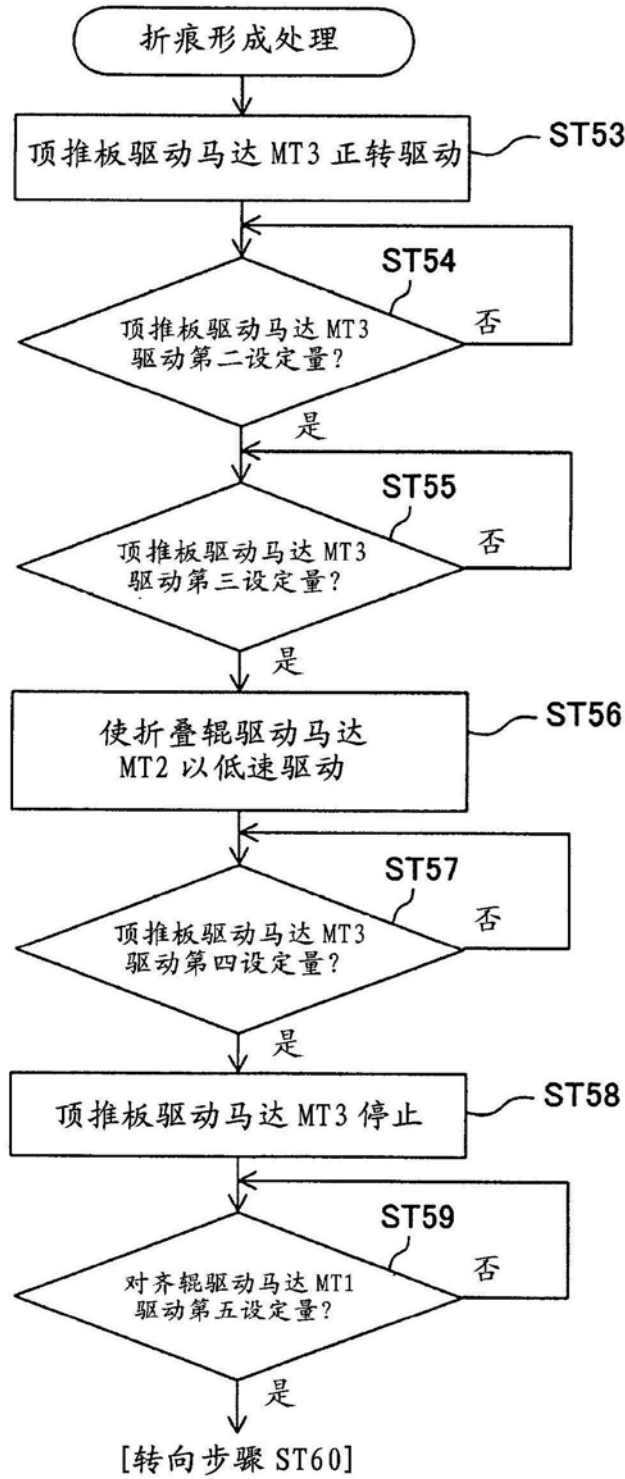 折痕形成处理
顶推板驱动马达 MT3 正转驱动
ST53
ST54
顶推板驱动马达 MT3
驱动第二设定量？
否
是
ST55
顶推板驱动马达 MT3
驱动第三设定量？
否
是
使折叠辊驱动马达
MT2 以低速驱动
ST56
ST57
顶推板驱动马达 MT3
驱动第四设定量？
否
是
顶推板驱动马达 MT3 停止
ST58
ST59
对齐辊驱动马达 MT1
驱动第五设定量？
否
是
[转向步骤 ST60]